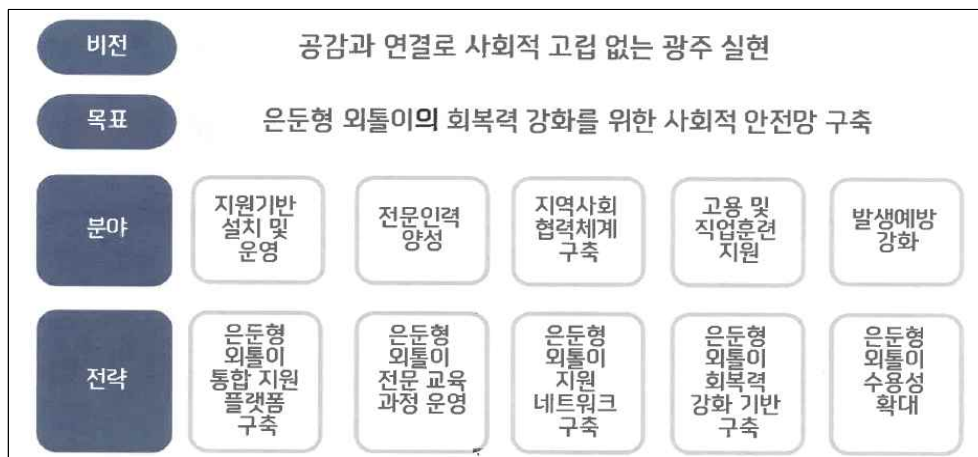 비전
공감과 연결로 사회적 고립 없는 광주 실현
목표
은둔형 외톨이의 회복력 강화를 위한 사회적 안전망 구축
분야
지원기반
설치 및
운영
전문인력
양성
지역사회
협력체계
구축
고용 및
직업훈련
지원
발생예방
강화
전략
은둔형
외톨이
통합 지원
플랫폼
구축
은둔형
외톨이
전문 교육
과정 운영
은둔형
외톨이
지원
네트워크
구축
은둔형
외톨이
회복력
강화 기반
구축
은둔형
외톨이
수용성
확대